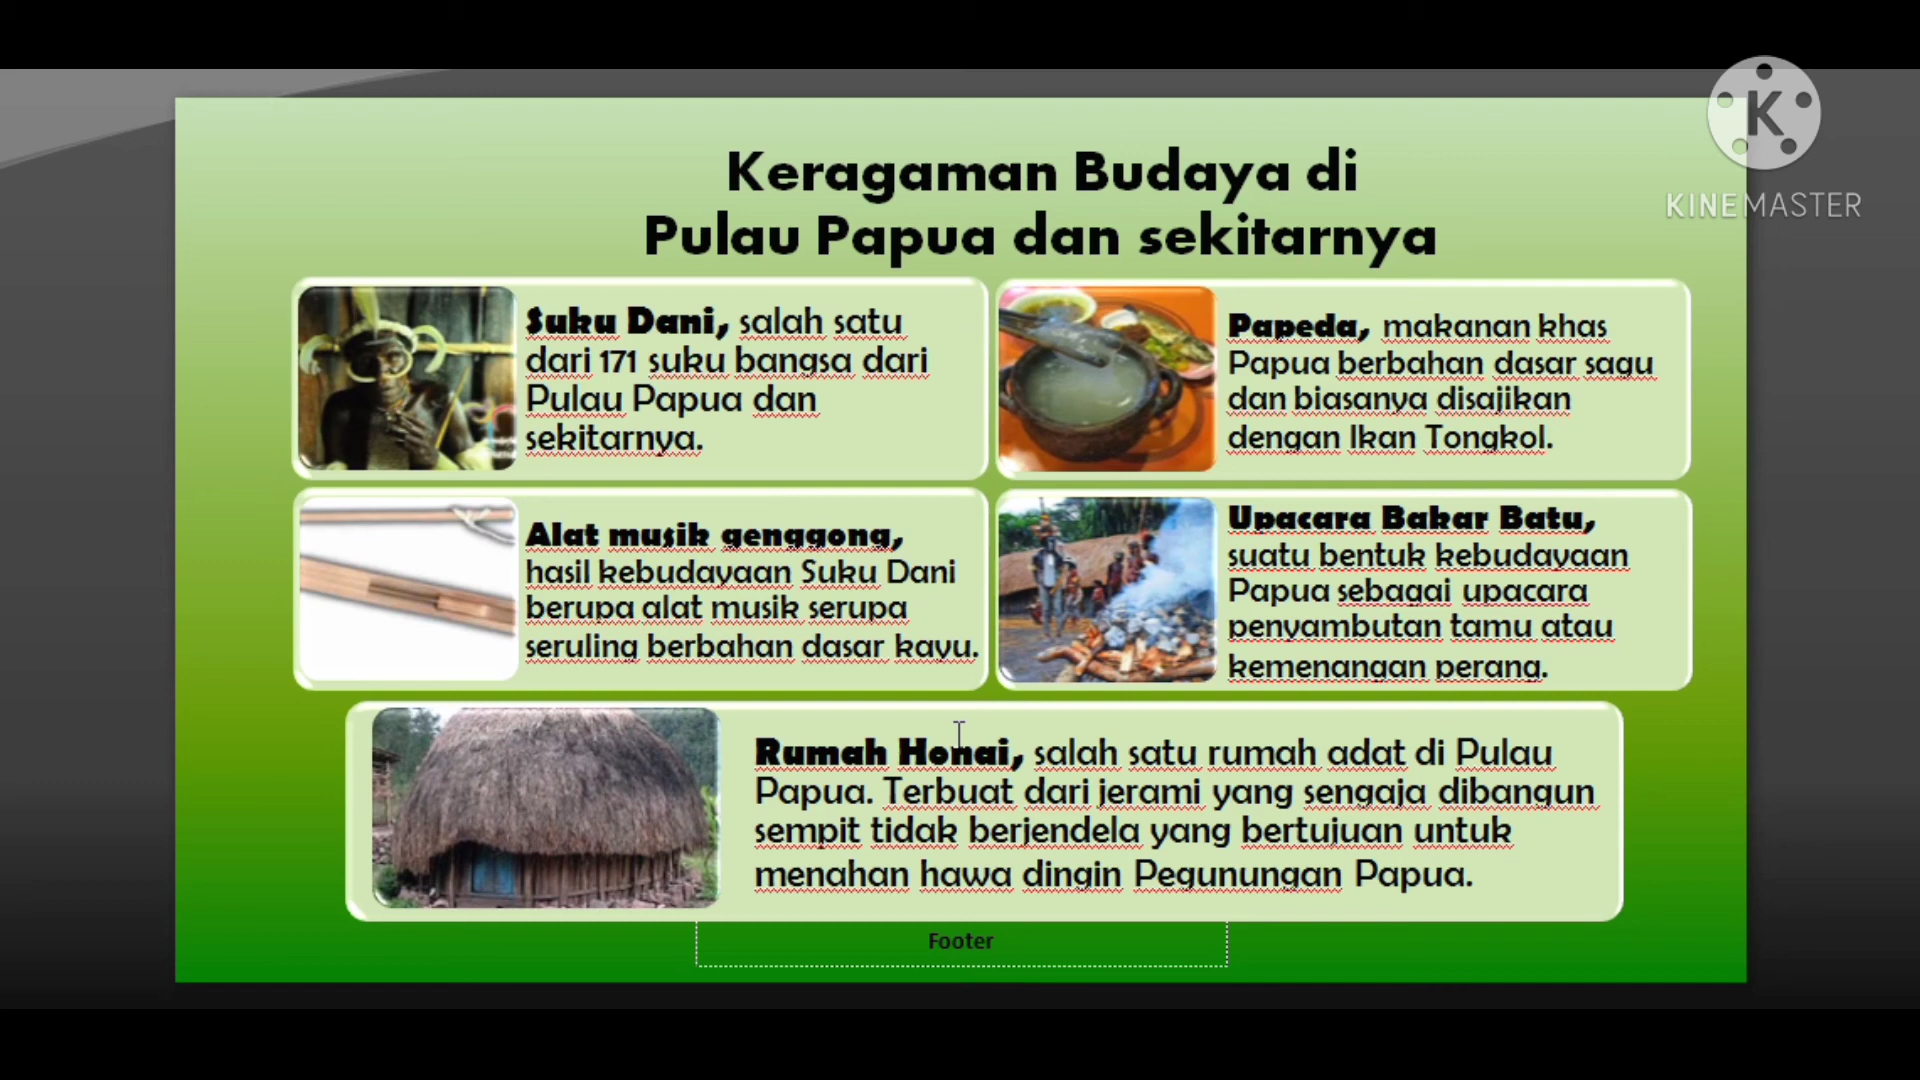 K
KINEMASTER
Keragaman Budaya di
Pulau Papua dan sekitarnya
Suku Dani, salah satu
dari 171 suku bangsa dari
Pulau Papua dan
sekitarnya.
Papeda, makanan khas
Papua berbahan dasar sagu
dan biasanya disajikan
dengan Ikan Tongkol.
Alat musik genggong,
hasil kebudayaan Suku Dani
berupa alat musik serupa
seruling berbahan dasar kayu.
Upacara Bakar Batu,
suatu bentuk kebudayaan
Papua sebagai upacara
penyambutan tamu atau
kemenangan perang.
Rumah Honai, salah satu rumah adat di Pulau
Papua. Terbuat dari jerami yang sengaja dibangun
sempit tidak berjendela yang bertujuan untuk
menahan hawa dingin Pegunungan Papua.
Footer